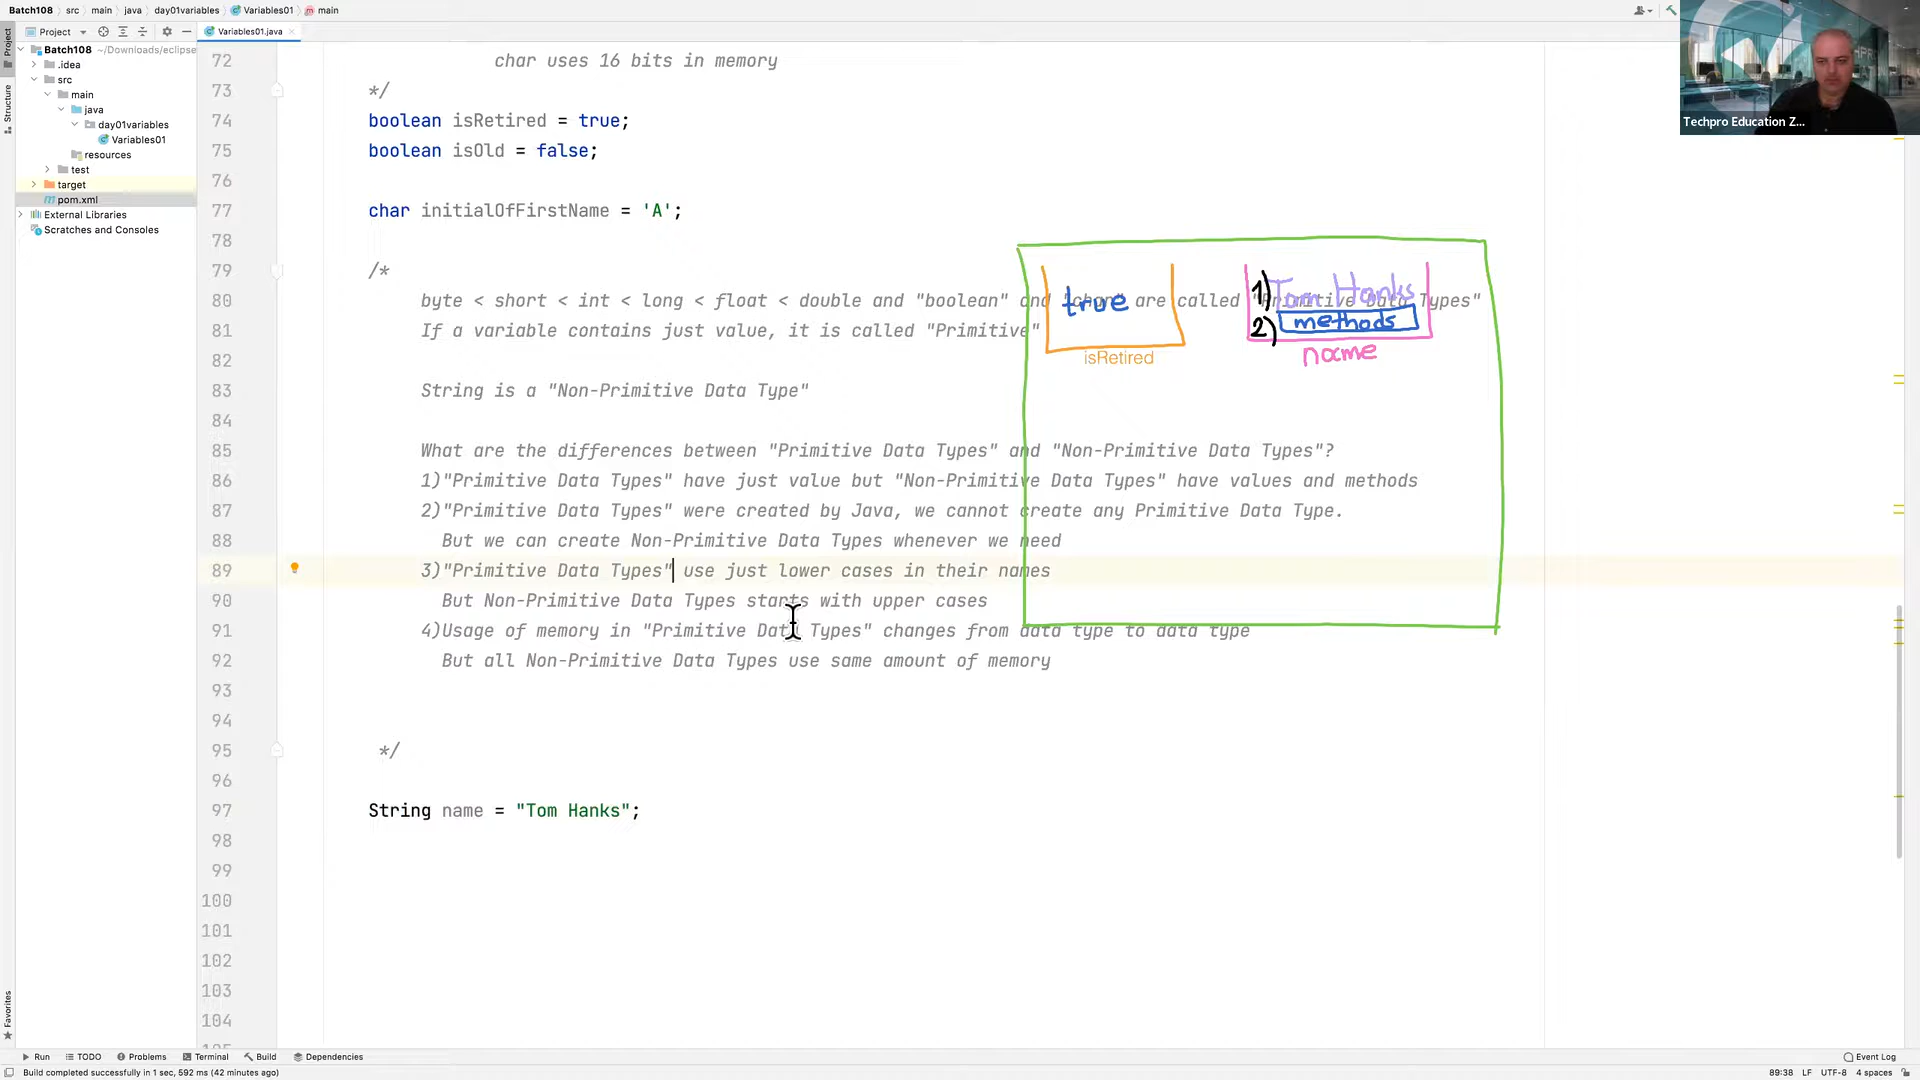 Batch108 src main java day01variables Variables01 main
Project
Variables01.java
Batch108 ~/Downloads/eclipse
.idea
src
main
java
day01variables
Variables01
resources
test
target
pom.xml
External Libraries
Scratches and Consoles
Project
Structure
Favorites
72 char uses 16 bits in memory
73 */
74 boolean isRetired = true;
75 boolean isOld = false;
76
77 char initialOfFirstName = 'A';
78
79 /*
80 byte < short < int < long < float < double and "boolean" and "char" are called "Primitive Data Types"
81 If a variable contains just value, it is called "Primitive"
82
83 String is a "Non-Primitive Data Type"
84
85 What are the differences between "Primitive Data Types" and "Non-Primitive Data Types"?
86 1)"Primitive Data Types" have just value but "Non-Primitive Data Types" have values and methods
87 2)"Primitive Data Types" were created by Java, we cannot create any Primitive Data Type.
88 But we can create Non-Primitive Data Types whenever we need
89 3)"Primitive Data Types" use just lower cases in their names
90 But Non-Primitive Data Types starts with upper cases
91 4)Usage of memory in "Primitive Data Types" changes from data type to data type
92 But all Non-Primitive Data Types use same amount of memory
93
94
95 */
96
97 String name = "Tom Hanks";
98
99
100
101
102
103
104
true
isRetired
1) Tom Hanks
2) methods
name
Techpro Education Z...
Run TODO Problems Terminal Build Dependencies Event Log
Build completed successfully in 1 sec, 592 ms (42 minutes ago) 89:38 LF UTF-8 4 spaces